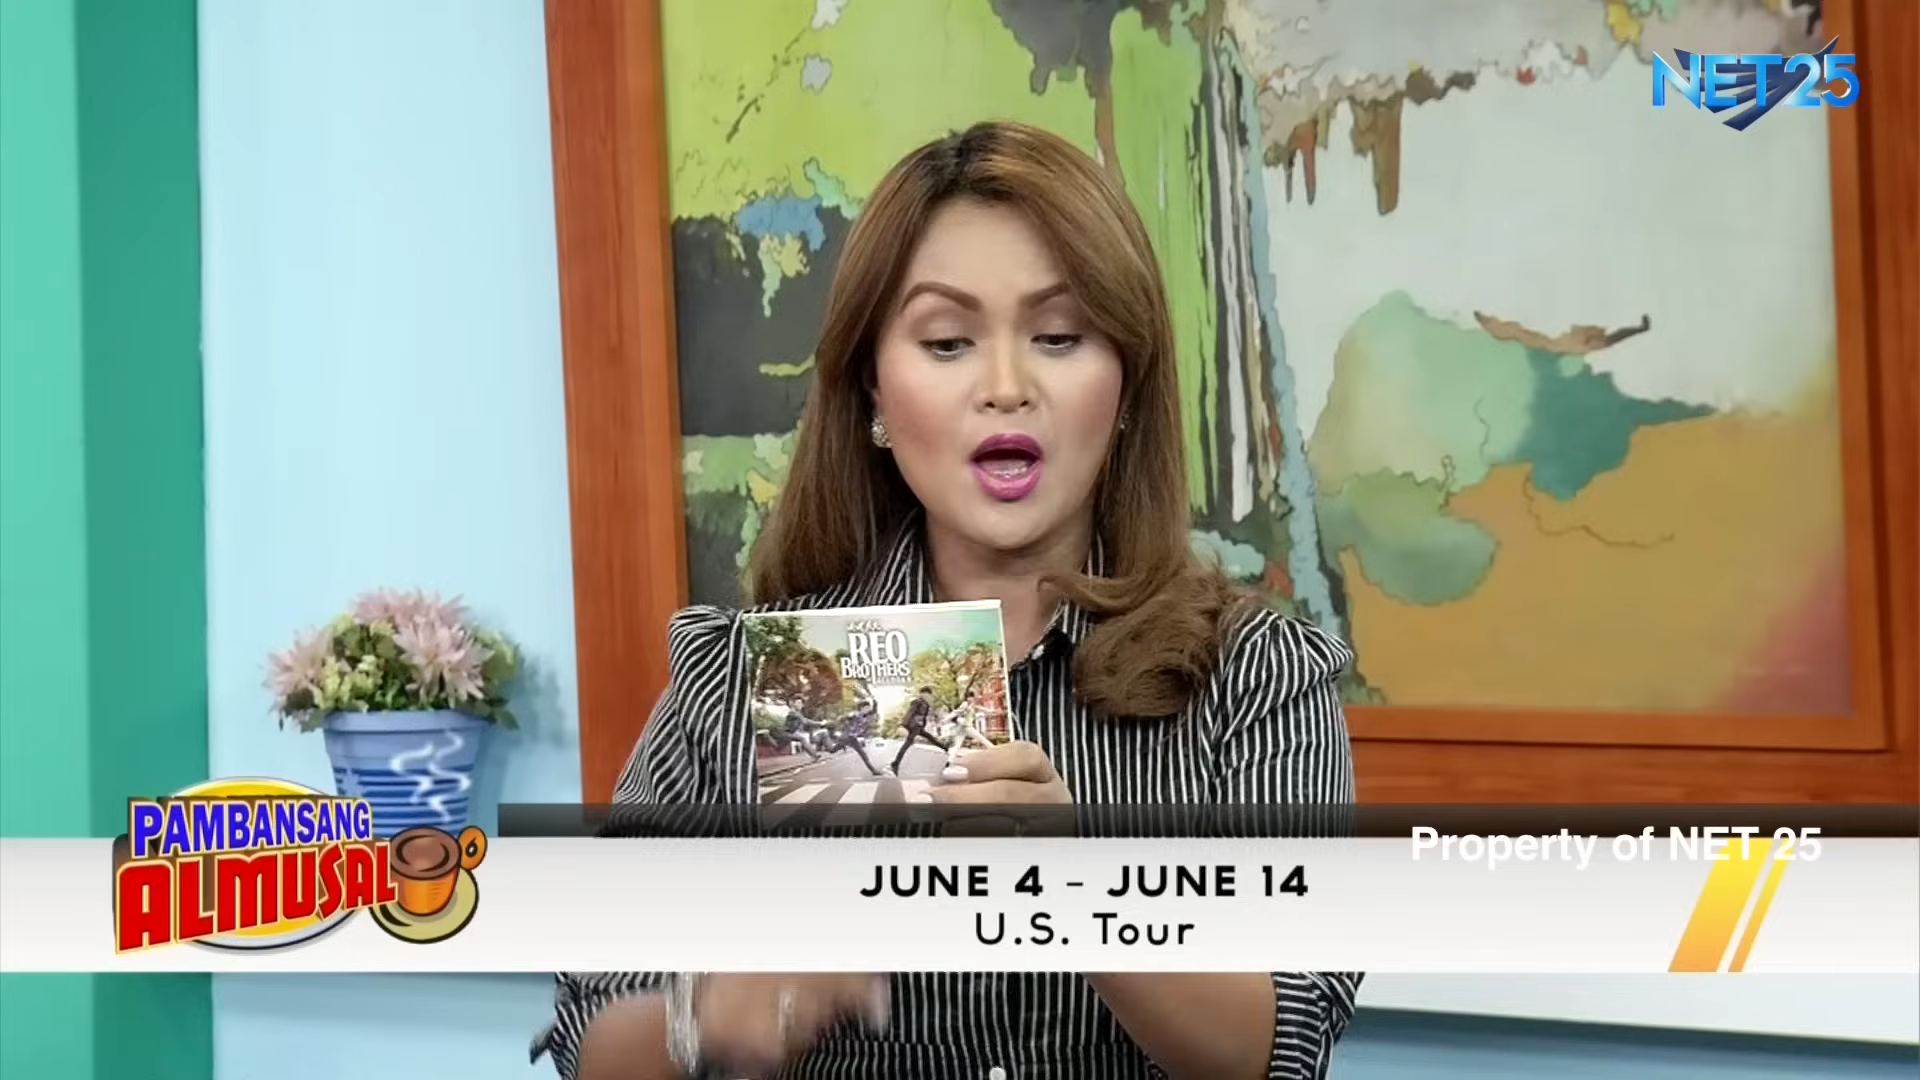 NET25
REO
BROTHERS
PAMBANSANG
ALMUSAL
Property of NET 25
JUNE 4 - JUNE 14
U.S. Tour